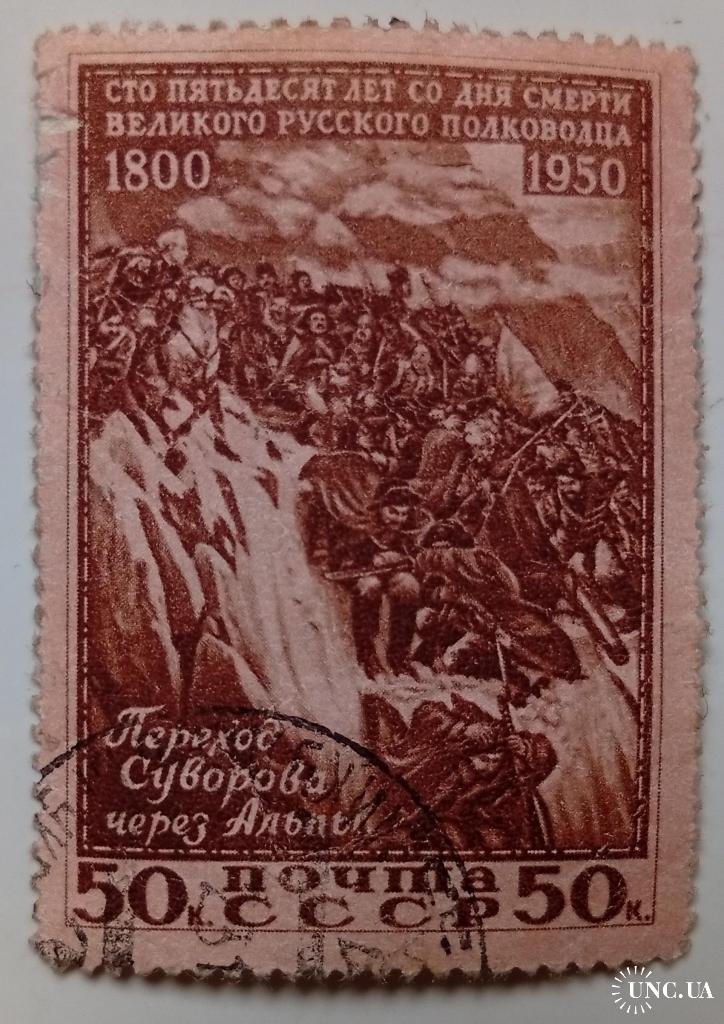 СТО ПЯТЬДЕСЯТ ЛЕТ СО ДНЯ СМЕРТИ
ВЕЛИКОГО РУССКОГО ПОЛКОВОДЦА
1800 1950
Переход
Суворова
через Альпы
50к. ПОЧТА 50к.
СССР
UNC.UA